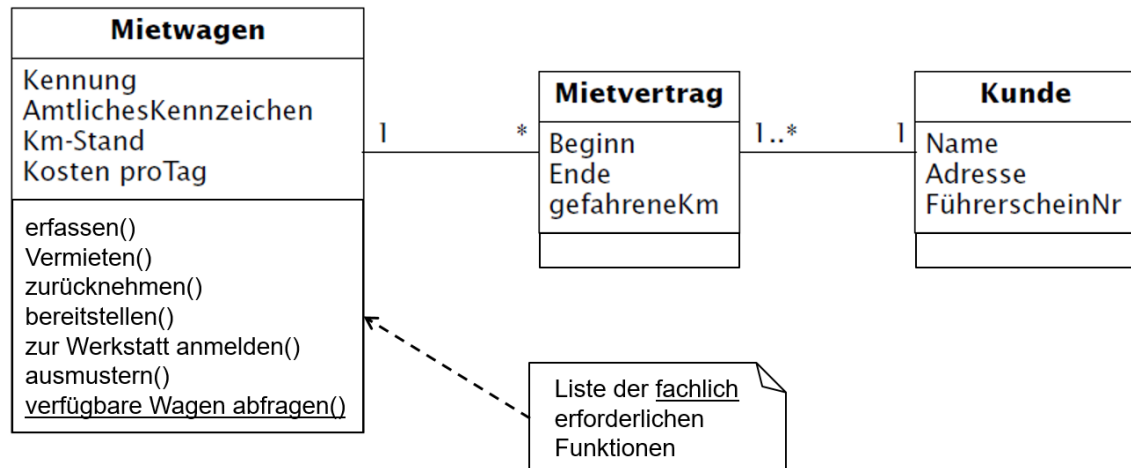 Mietwagen
Kennung
AmtlichesKennzeichen
Km-Stand
Kosten proTag
erfassen()
Vermieten()
zurücknehmen()
bereitstellen()
zur Werkstatt anmelden()
ausmustern()
verfügbare Wagen abfragen()
1
*
Mietvertrag
Beginn
Ende
gefahreneKm
1..*
1
Kunde
Name
Adresse
FührerscheinNr
Liste der fachlich
erforderlichen
Funktionen